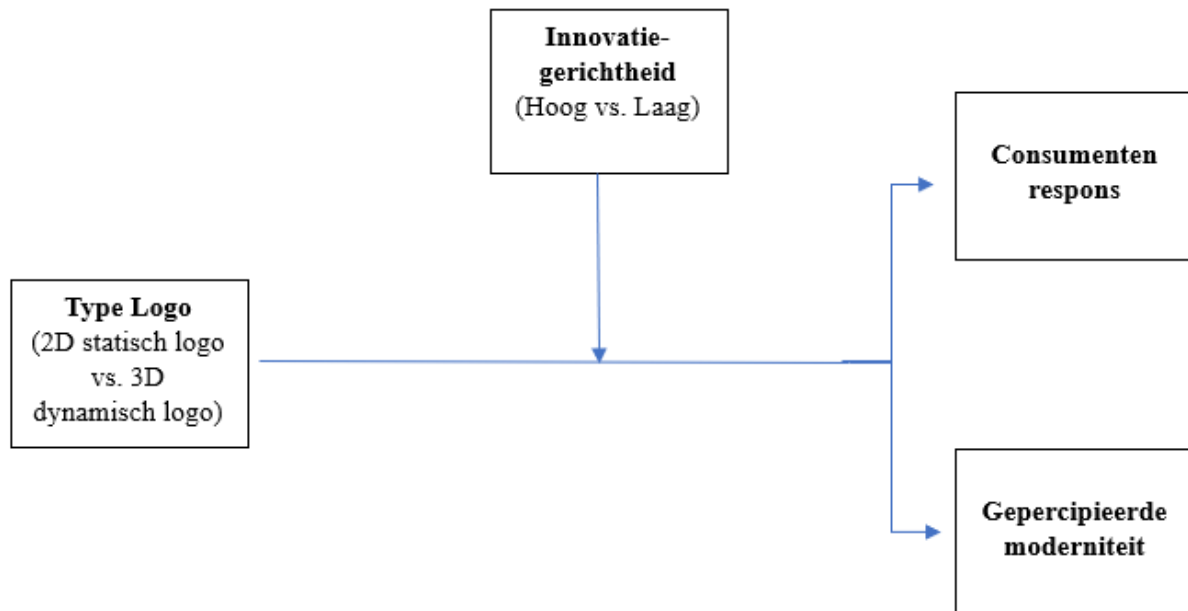 Innovatie-
gerichtheid
(Hoog vs. Laag)
Consumenten
respons
Type Logo
(2D statisch logo
vs. 3D
dynamisch logo)
Gepercipieerde
moderniteit